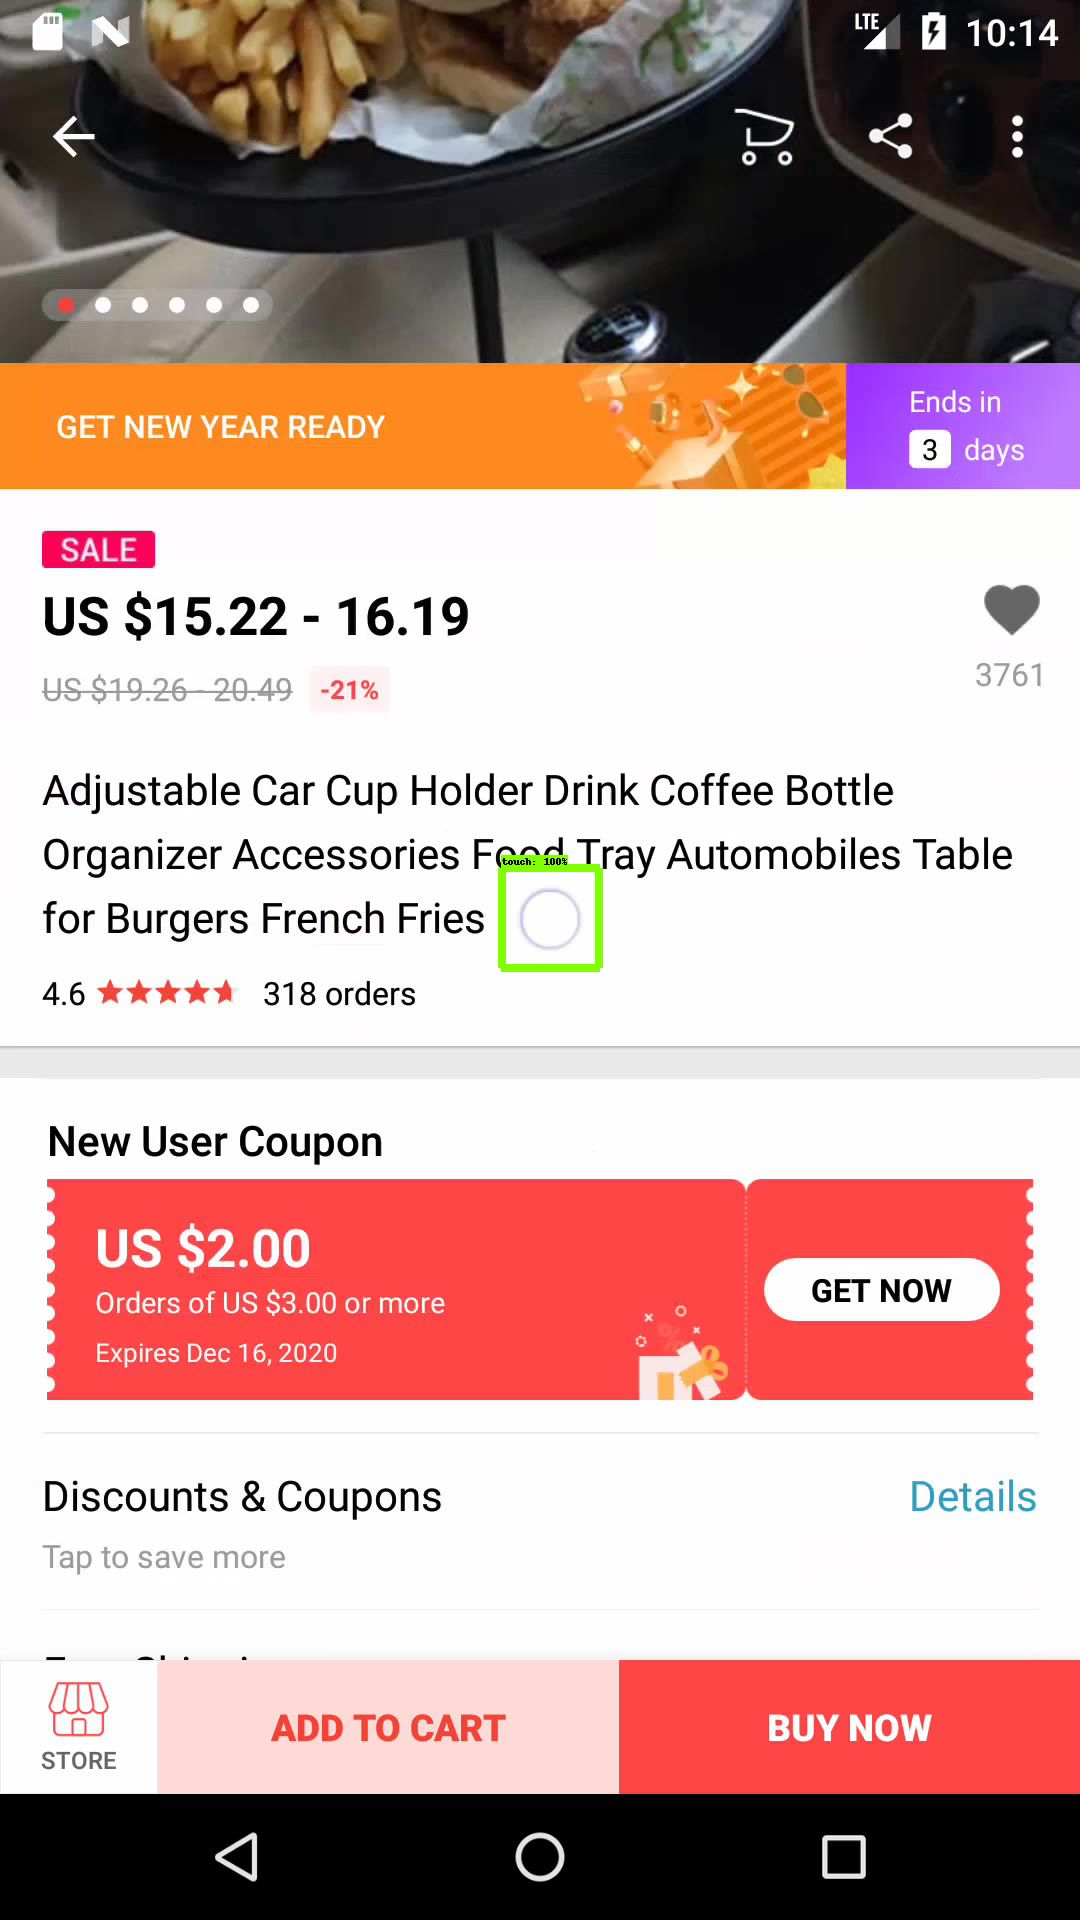 LTE 10:14
GET NEW YEAR READY
Ends in
3 days
SALE
US $15.22 - 16.19
3761
US $19.26 - 20.49 -21%
Adjustable Car Cup Holder Drink Coffee Bottle
Organizer Accessories Food Tray Automobiles Table
for Burgers French Fries
touch: 100%
4.6 318 orders
New User Coupon
US $2.00
Orders of US $3.00 or more
Expires Dec 16, 2020
GET NOW
Discounts & Coupons Details
Tap to save more
STORE
ADD TO CART
BUY NOW